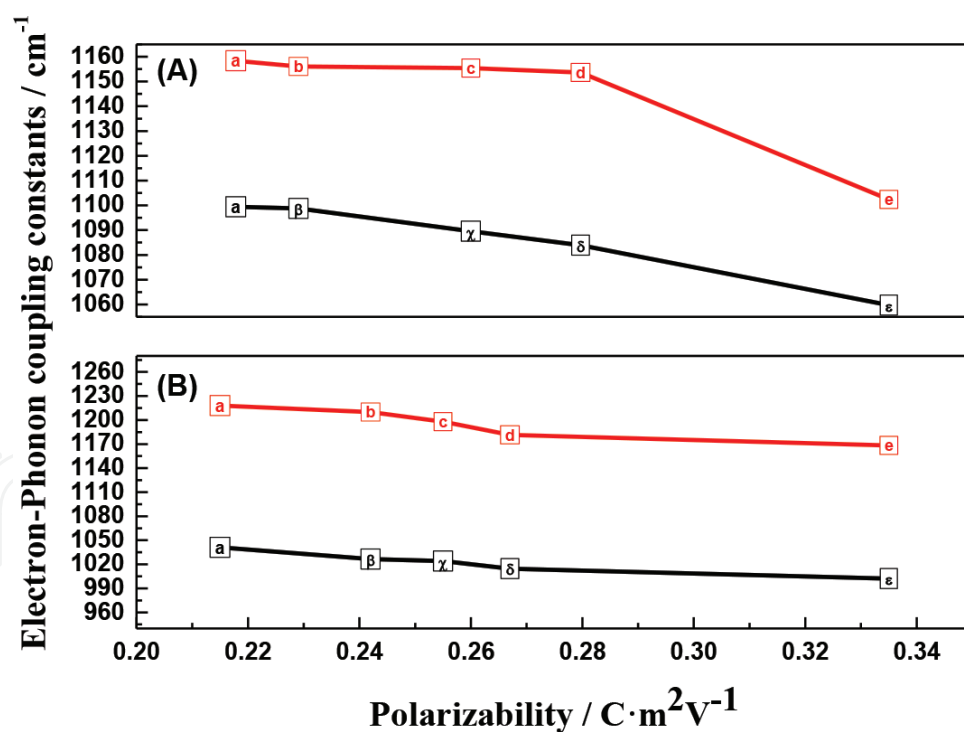 Electron-Phonon coupling constants / cm⁻¹
(A)
1160
1150
1140
1130
1120
1110
1100
1090
1080
1070
1060
a b c d e
a β χ δ ε
(B)
1260
1230
1200
1170
1140
1110
1080
1050
1020
990
960
a b c d e
a β χ δ ε
0.20 0.22 0.24 0.26 0.28 0.30 0.32 0.34
Polarizability / C·m²V⁻¹